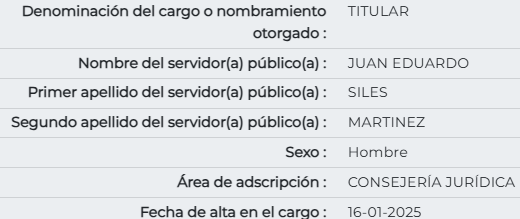 Denominación del cargo o nombramiento otorgado : TITULAR
Nombre del servidor(a) público(a) : JUAN EDUARDO
Primer apellido del servidor(a) público(a) : SILES
Segundo apellido del servidor(a) público(a) : MARTINEZ
Sexo : Hombre
Área de adscripción : CONSEJERÍA JURÍDICA
Fecha de alta en el cargo : 16-01-2025